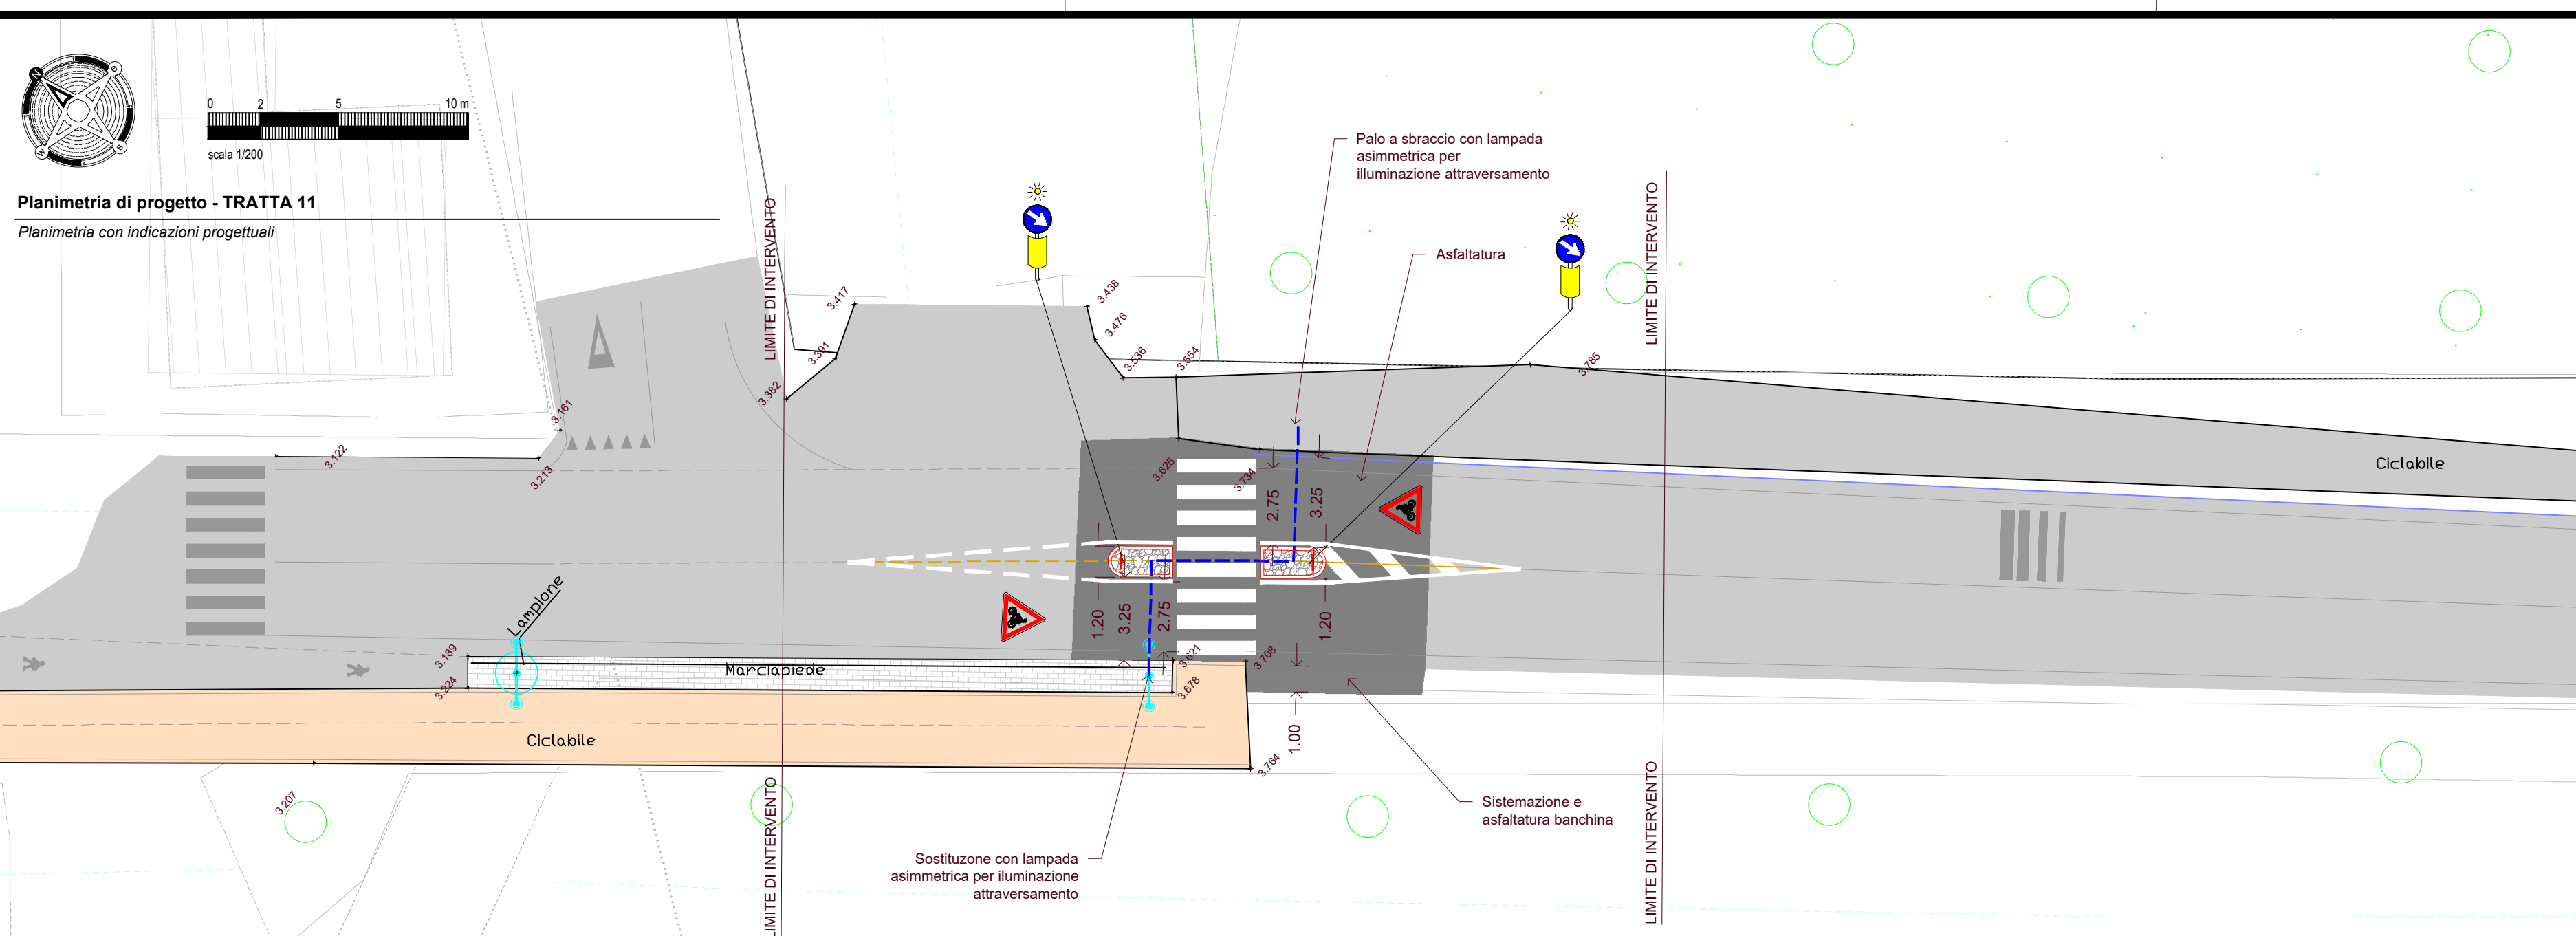 N
e
s
w
0 2 5 10 m
scala 1/200
Planimetria di progetto - TRATTA 11
Planimetria con indicazioni progettuali
LIMITE DI INTERVENTO
LIMITE DI INTERVENTO
Palo a sbraccio con lampada
asimmetrica per
illuminazione attraversamento
Asfaltatura
3.417
3.391
3.382
3.438
3.476
3.536
3.554
3.785
3.161
3.122
3.213
3.625
3.734
2.75
3.25
Ciclabile
Lampione
1.20
3.25
2.75
1.20
3.189
3.224
Marciapiede
3.621
3.678
3.708
Ciclabile
1.00
3.764
3.207
LIMITE DI INTERVENTO
LIMITE DI INTERVENTO
Sistemazione e
asfaltatura banchina
Sostituzone con lampada
asimmetrica per iluminazione
attraversamento